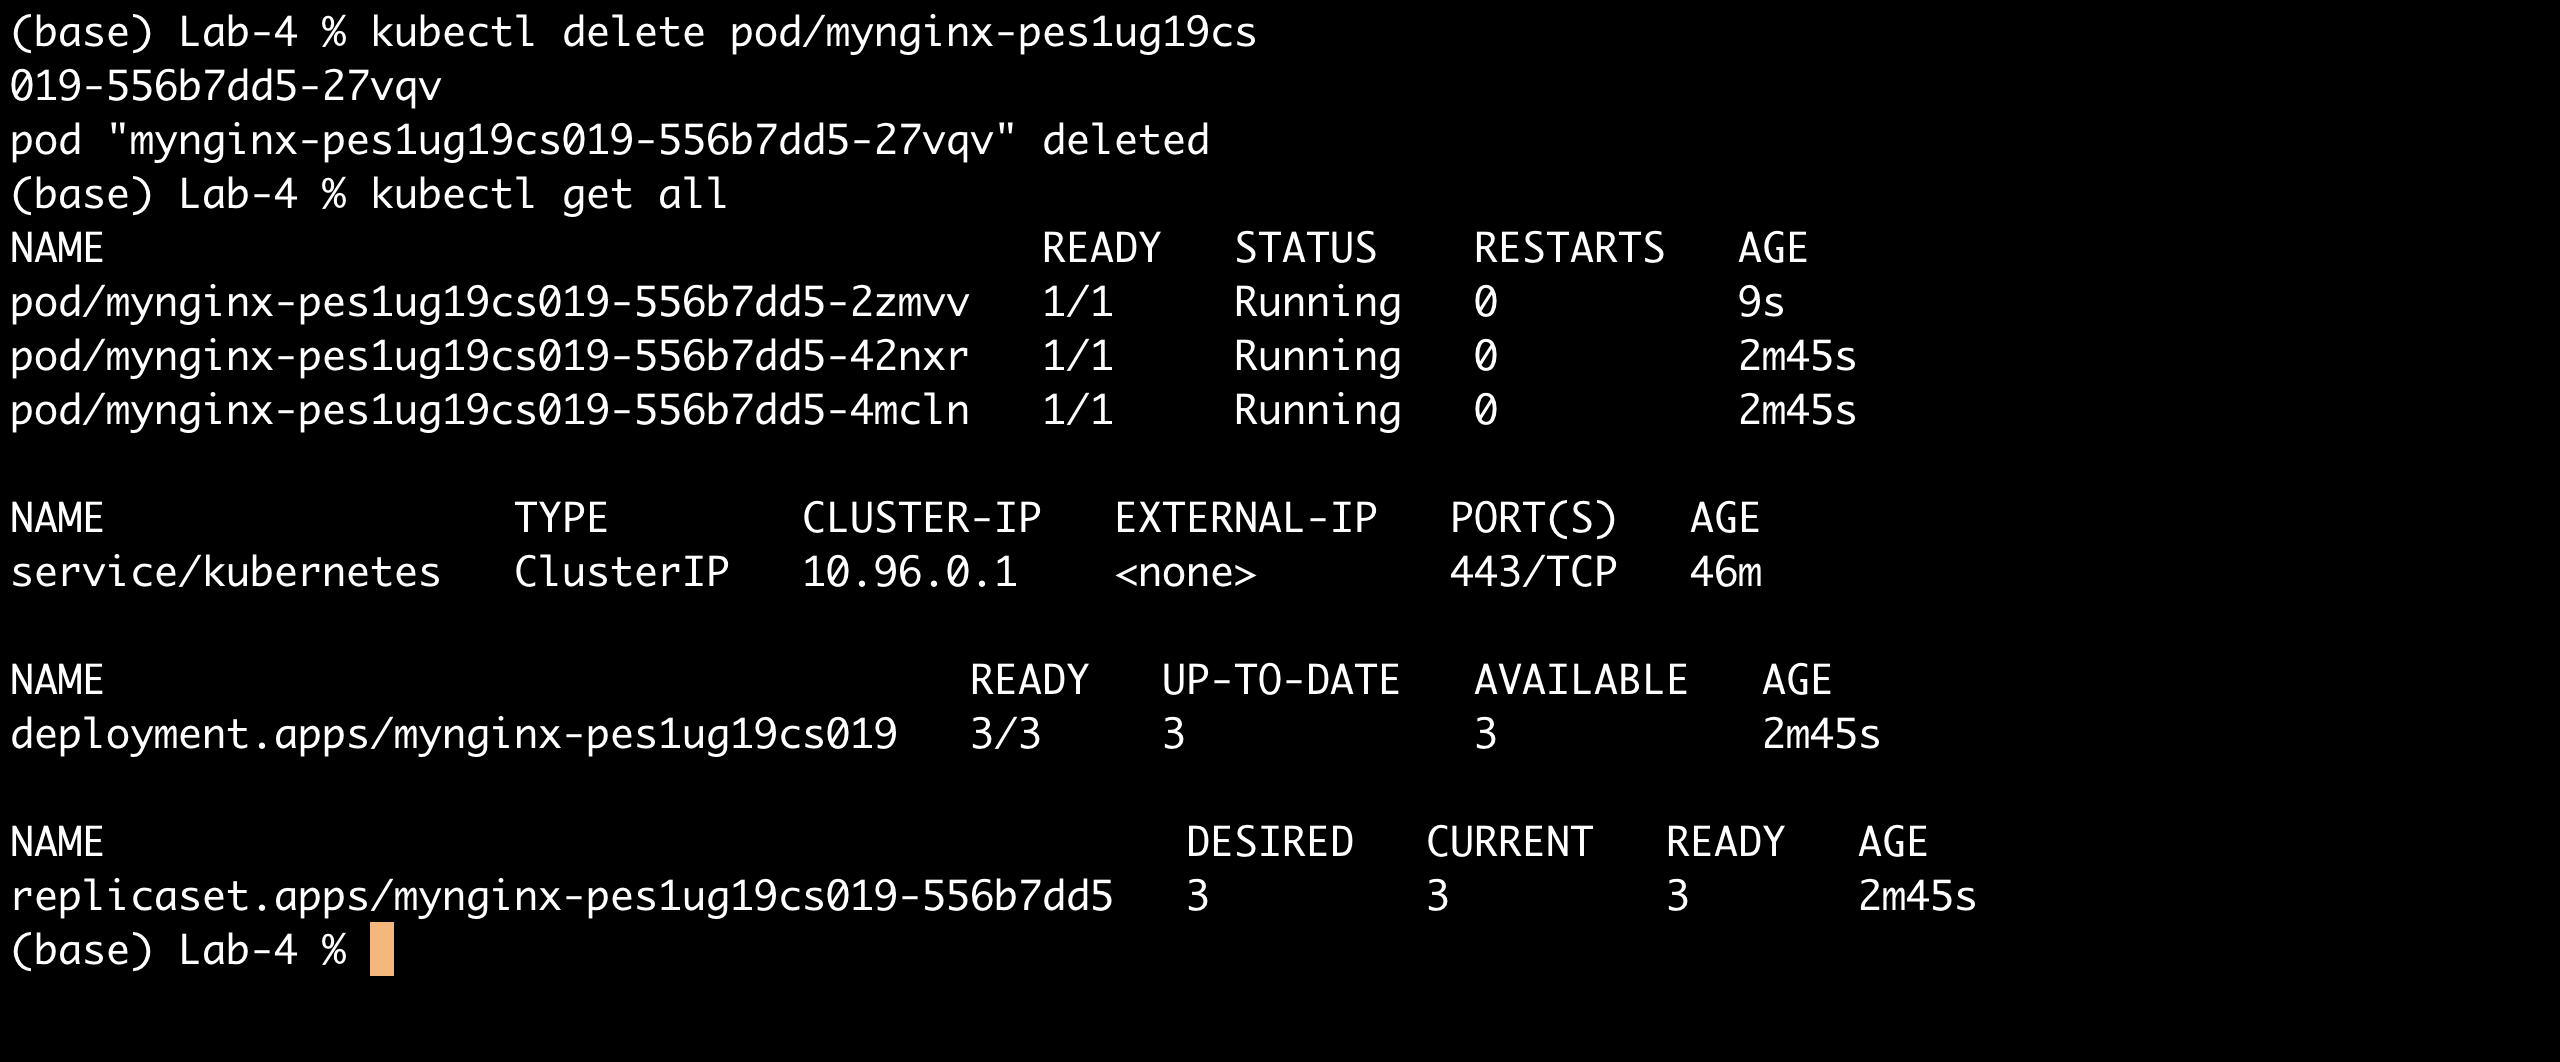 (base) Lab-4 % kubectl delete pod/mynginx-pes1ug19cs
019-556b7dd5-27vqv
pod "mynginx-pes1ug19cs019-556b7dd5-27vqv" deleted
(base) Lab-4 % kubectl get all
NAME                                       READY   STATUS    RESTARTS   AGE
pod/mynginx-pes1ug19cs019-556b7dd5-2zmvv   1/1     Running   0          9s
pod/mynginx-pes1ug19cs019-556b7dd5-42nxr   1/1     Running   0          2m45s
pod/mynginx-pes1ug19cs019-556b7dd5-4mcln   1/1     Running   0          2m45s

NAME                 TYPE        CLUSTER-IP   EXTERNAL-IP   PORT(S)   AGE
service/kubernetes   ClusterIP   10.96.0.1    <none>        443/TCP   46m

NAME                                    READY   UP-TO-DATE   AVAILABLE   AGE
deployment.apps/mynginx-pes1ug19cs019   3/3     3            3           2m45s

NAME                                             DESIRED   CURRENT   READY   AGE
replicaset.apps/mynginx-pes1ug19cs019-556b7dd5   3         3         3       2m45s
(base) Lab-4 %